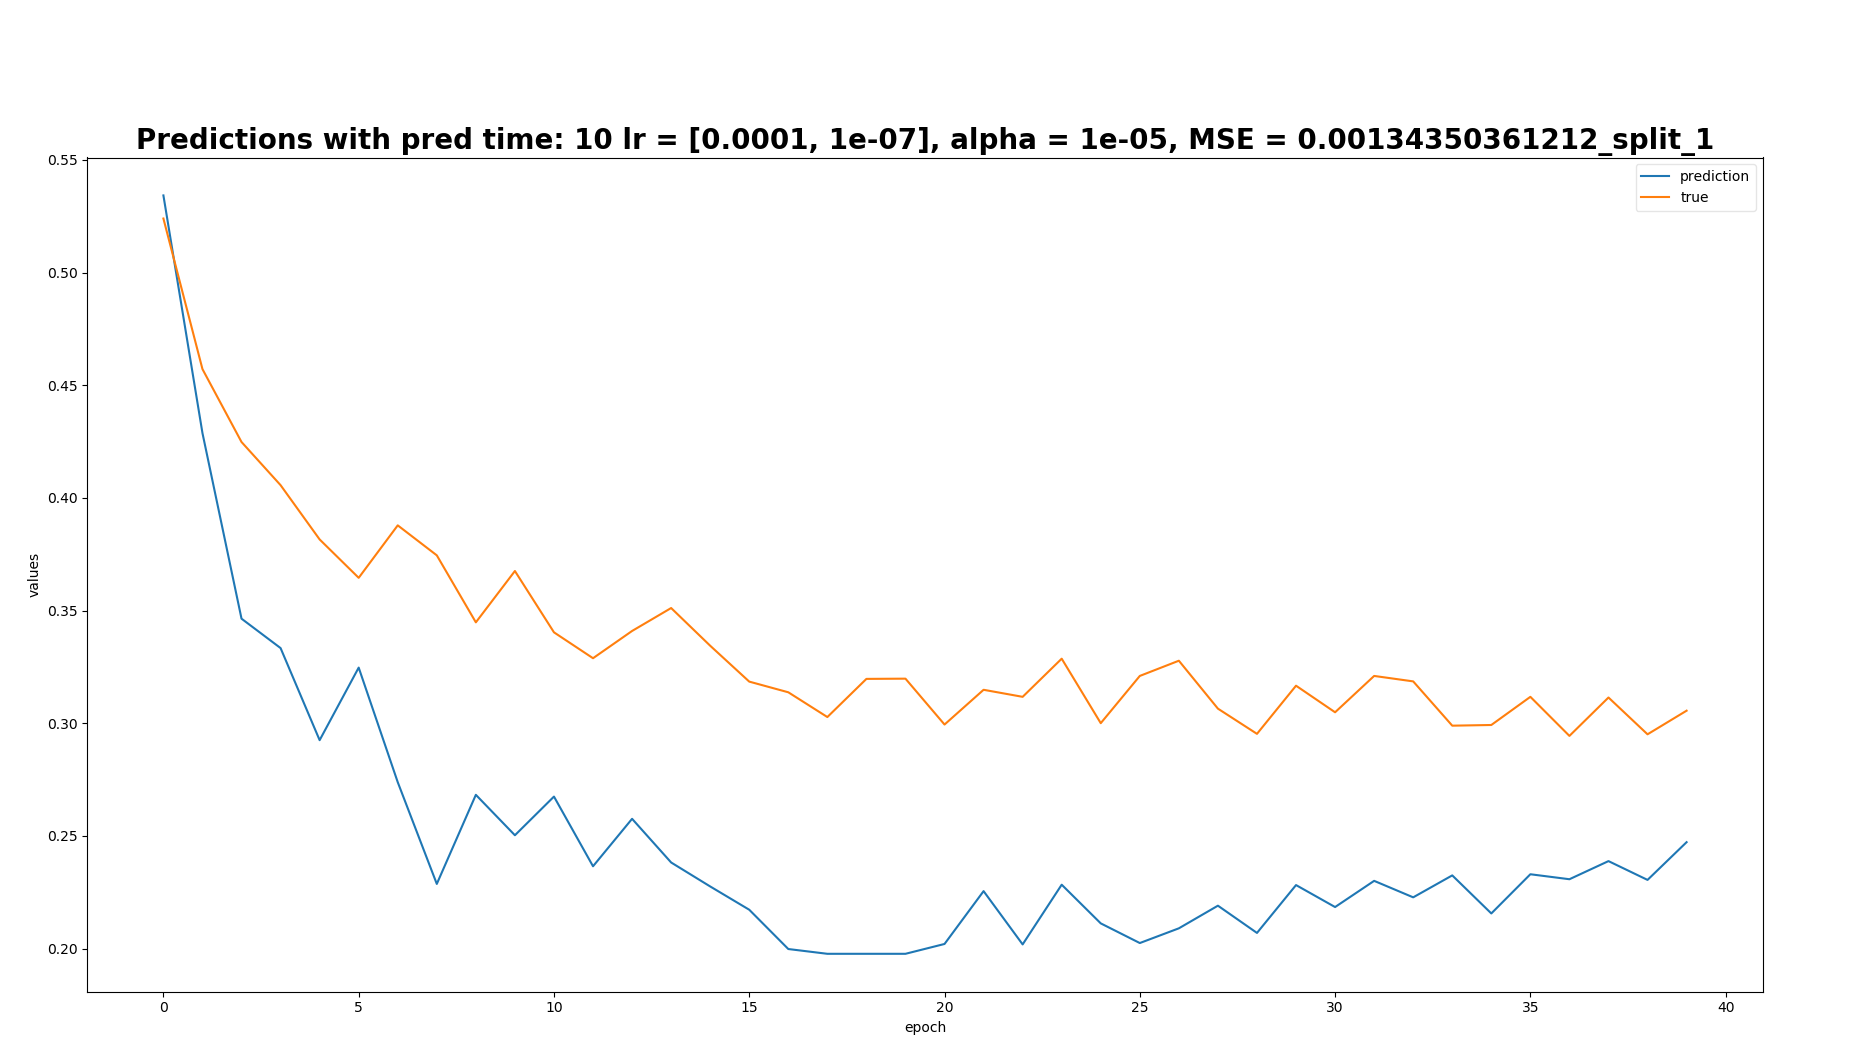 Predictions with pred time: 10 lr = [0.0001, 1e-07], alpha = 1e-05, MSE = 0.00134350361212_split_1
prediction
true
0.55
0.50
0.45
0.40
0.35
0.30
0.25
0.20
values
0 5 10 15 20 25 30 35 40
epoch